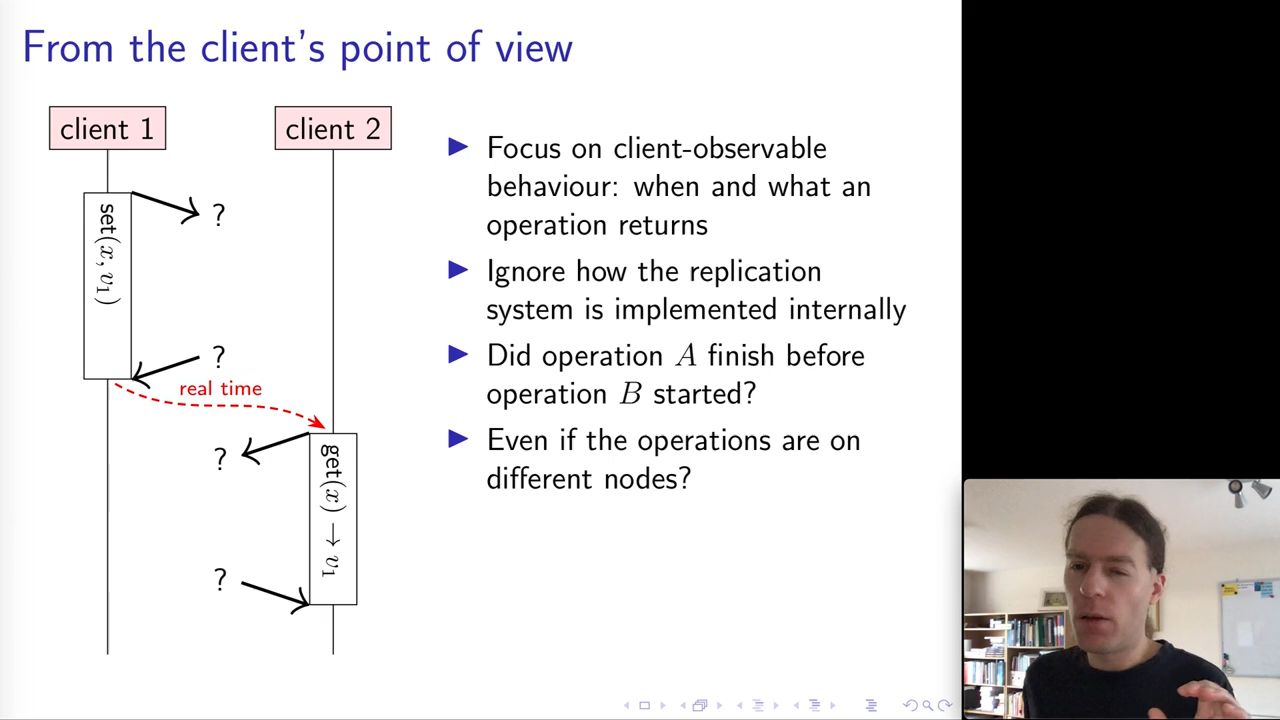 From the client's point of view
client 1
client 2
set(x, v₁)
?
?
real time
?
get(x) → v₁
?
▶ Focus on client-observable
behaviour: when and what an
operation returns
▶ Ignore how the replication
system is implemented internally
▶ Did operation A finish before
operation B started?
▶ Even if the operations are on
different nodes?